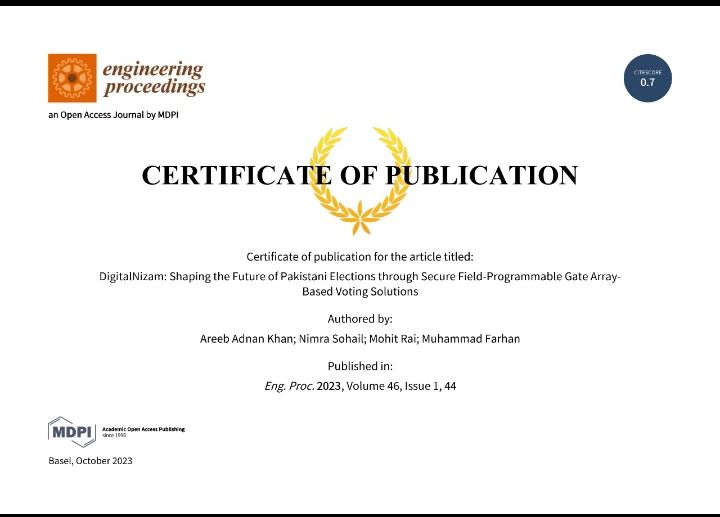 engineering
proceedings
an Open Access Journal by MDPI
CITESCORE
0.7
CERTIFICATE OF PUBLICATION
Certificate of publication for the article titled:
DigitalNizam: Shaping the Future of Pakistani Elections through Secure Field-Programmable Gate Array-
Based Voting Solutions
Authored by:
Areeb Adnan Khan; Nimra Sohail; Mohit Rai; Muhammad Farhan
Published in:
Eng. Proc. 2023, Volume 46, Issue 1, 44
MDPI
Academic Open Access Publishing
since 1996
Basel, October 2023